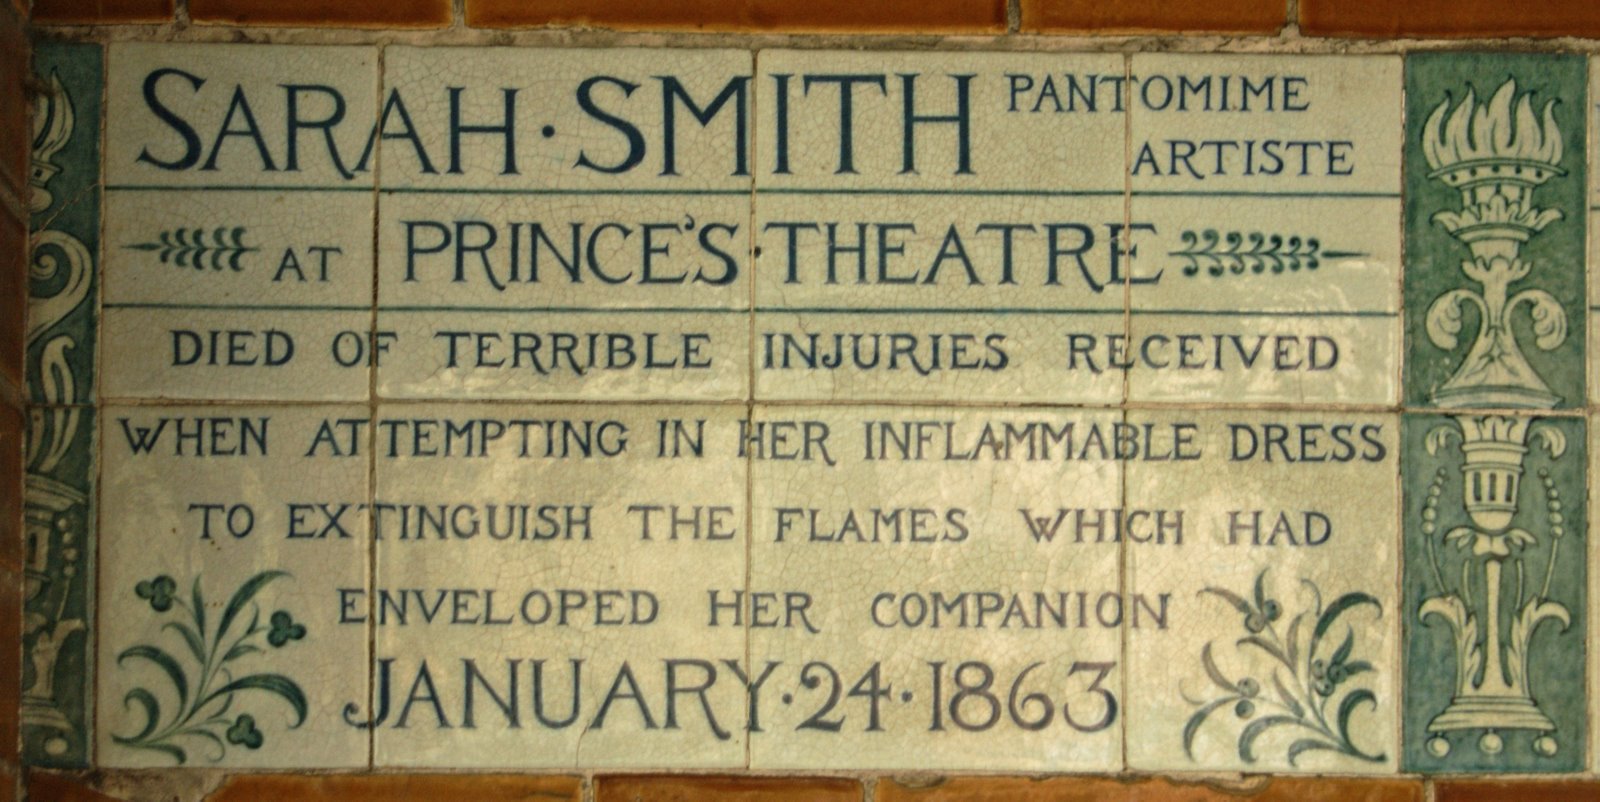 SARAH · SMITH PANTOMIME
ARTISTE
AT PRINCE'S THEATRE
DIED OF TERRIBLE INJURIES RECEIVED
WHEN ATTEMPTING IN HER INFLAMMABLE DRESS
TO EXTINGUISH THE FLAMES WHICH HAD
ENVELOPED HER COMPANION
JANUARY · 24 · 1863